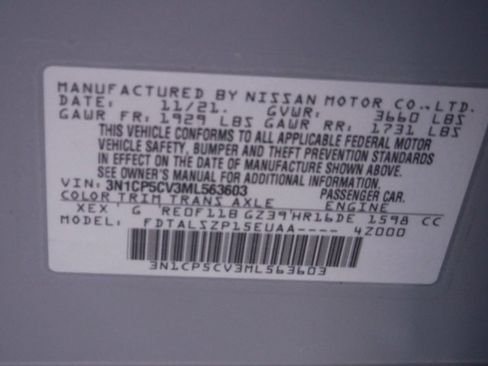 MANUFACTURED BY NISSAN MOTOR CO., LTD.
DATE: 11/21. GVWR: 3660 LBS
GAWR FR: 1929 LBS GAWR RR: 1731 LBS
THIS VEHICLE CONFORMS TO ALL APPLICABLE FEDERAL MOTOR
VEHICLE SAFETY, BUMPER AND THEFT PREVENTION STANDARDS
IN EFFECT ON THE DATE OF MANUFACTURE SHOWN ABOVE.
SEE OWNER'S MANUAL FOR ADDITIONAL INFORMATION.
VIN: 3N1CP5CV3ML563603 PASSENGER CAR.
COLOR TRIM TRANS AXLE ENGINE
XEX G RE0F11B GZ39 HR16DE 1598 CC
MODEL: FDTALSZP15EUAA---- 4Z000
3N1CP5CV3ML563603